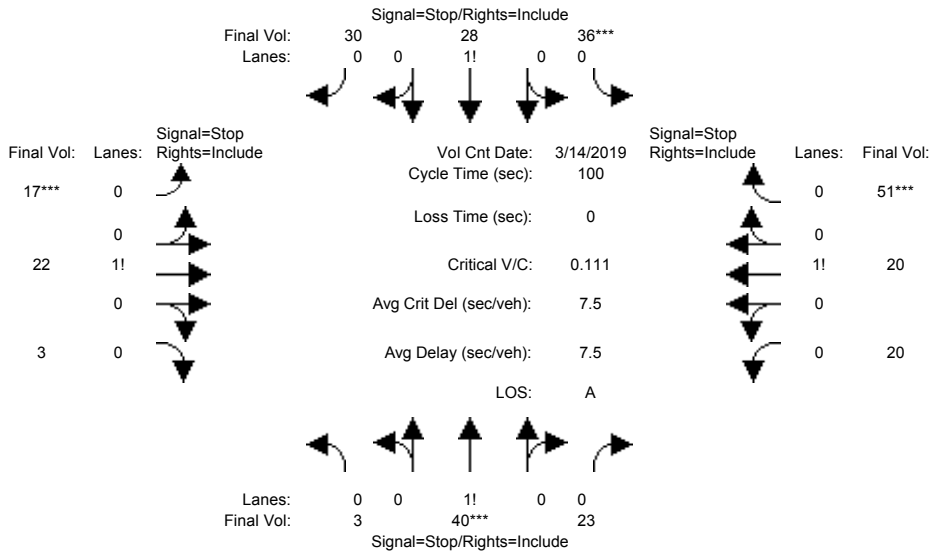 Signal=Stop/Rights=Include
Final Vol: 30 28 36***
Lanes: 0 0 1! 0 0
Signal=Stop Signal=Stop
Final Vol: Lanes: Rights=Include Vol Cnt Date: 3/14/2019 Rights=Include Lanes: Final Vol:
Cycle Time (sec): 100
17*** 0 0 51***
Loss Time (sec): 0
0 0
22 1! Critical V/C: 0.111 1! 20
0 Avg Crit Del (sec/veh): 7.5 0
3 0 Avg Delay (sec/veh): 7.5 0 20
LOS: A
Lanes: 0 0 1! 0 0
Final Vol: 3 40*** 23
Signal=Stop/Rights=Include